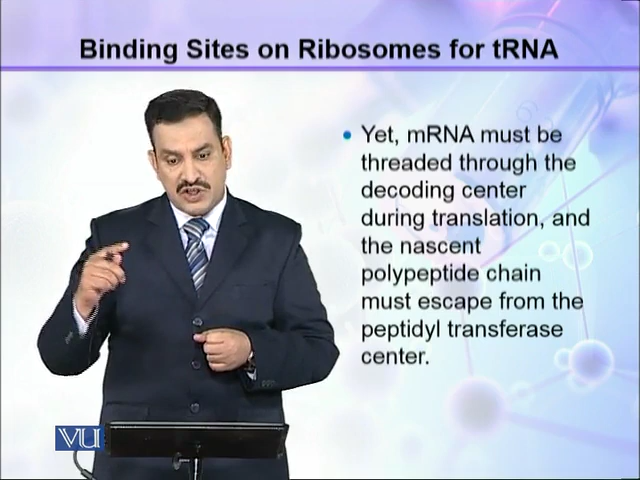 Binding Sites on Ribosomes for tRNA
• Yet, mRNA must be
threaded through the
decoding center
during translation, and
the nascent
polypeptide chain
must escape from the
peptidyl transferase
center.
VU